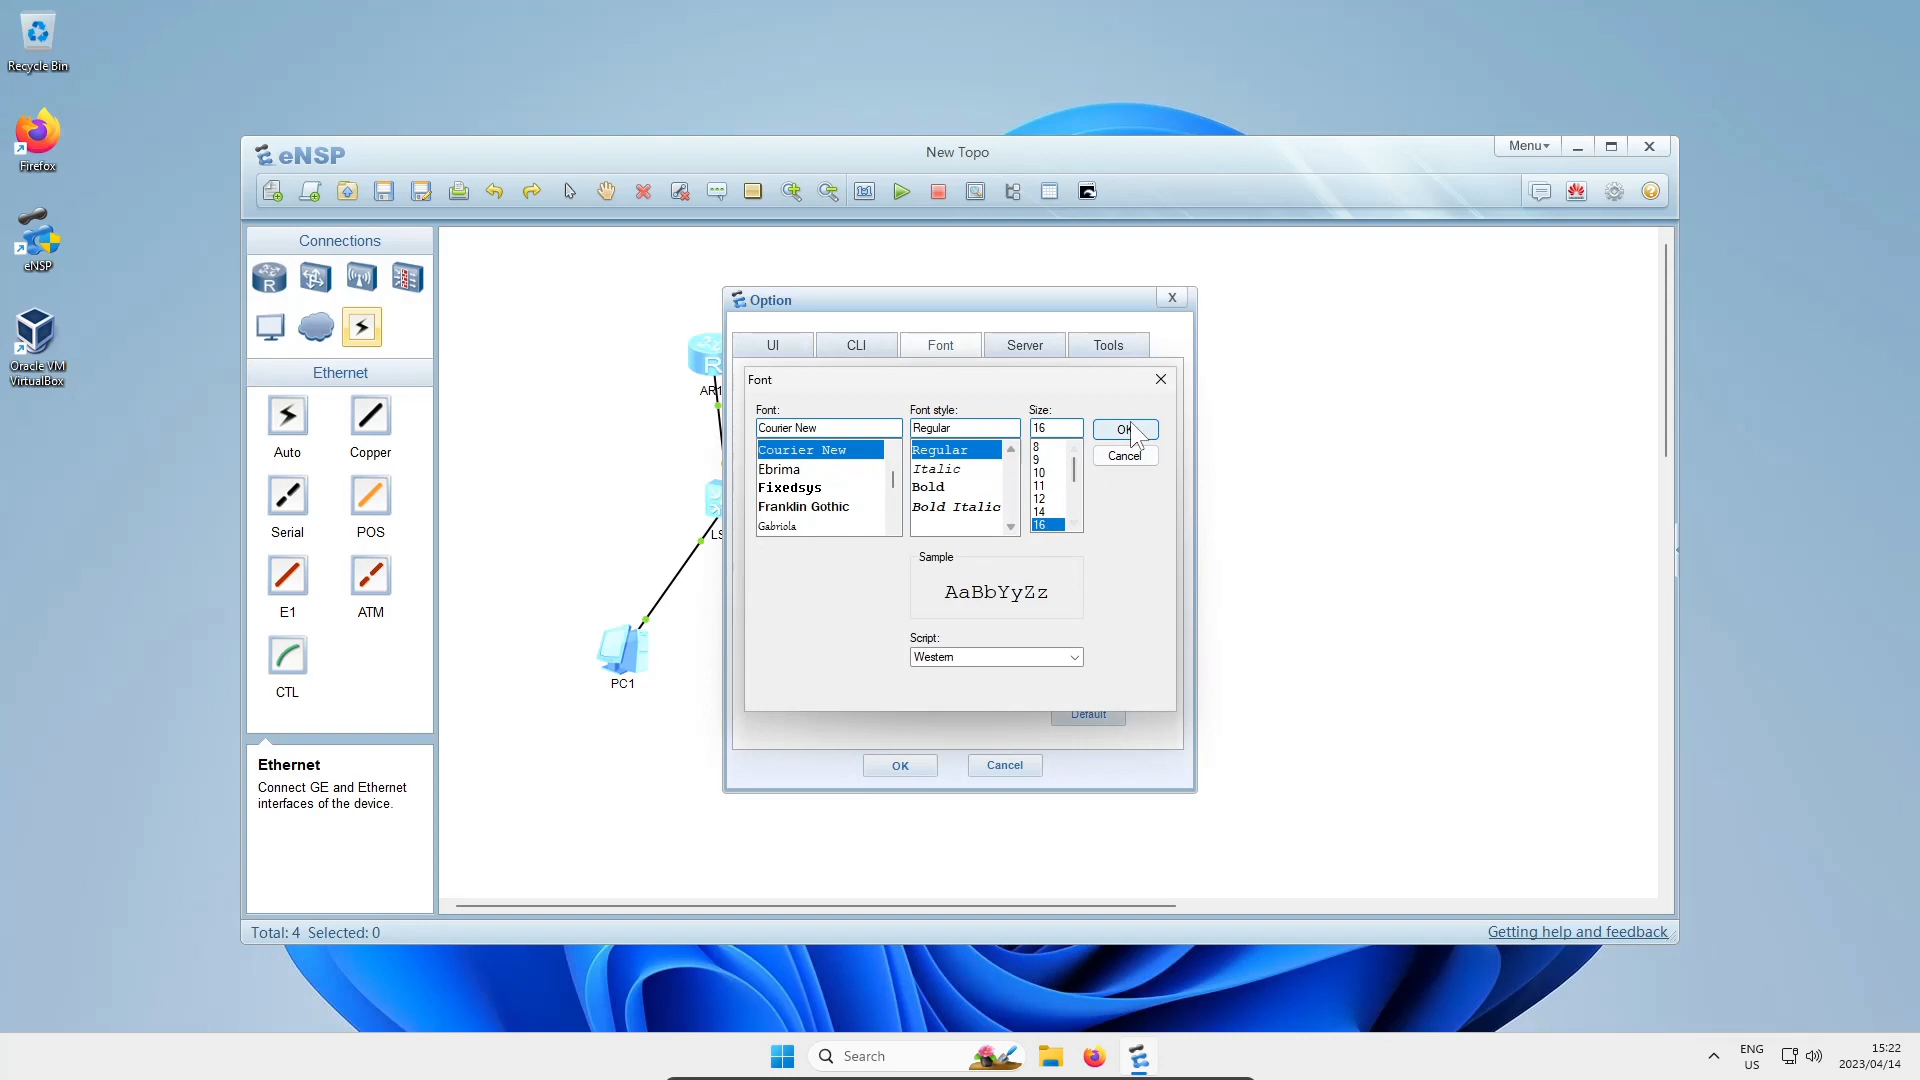 Recycle Bin
Firefox
eNSP
Oracle VM
VirtualBox
eNSP
New Topo
Menu
Connections
R
Ethernet
Auto
Copper
Serial
POS
E1
ATM
CTL
Ethernet
Connect GE and Ethernet
interfaces of the device.
R
AR1
LS
PC1
Option
X
UI
CLI
Font
Server
Tools
Font
Font:
Font style:
Size:
Courier New
Regular
16
OK
Cancel
Courier New
Ebrima
Fixedsys
Franklin Gothic
Gabriola
Regular
Italic
Bold
Bold Italic
8
9
10
11
12
14
16
Sample
AaBbYyZz
Script:
Western
Default
OK
Cancel
Total: 4 Selected: 0
Getting help and feedback
Search
ENG
US
15:22
2023/04/14